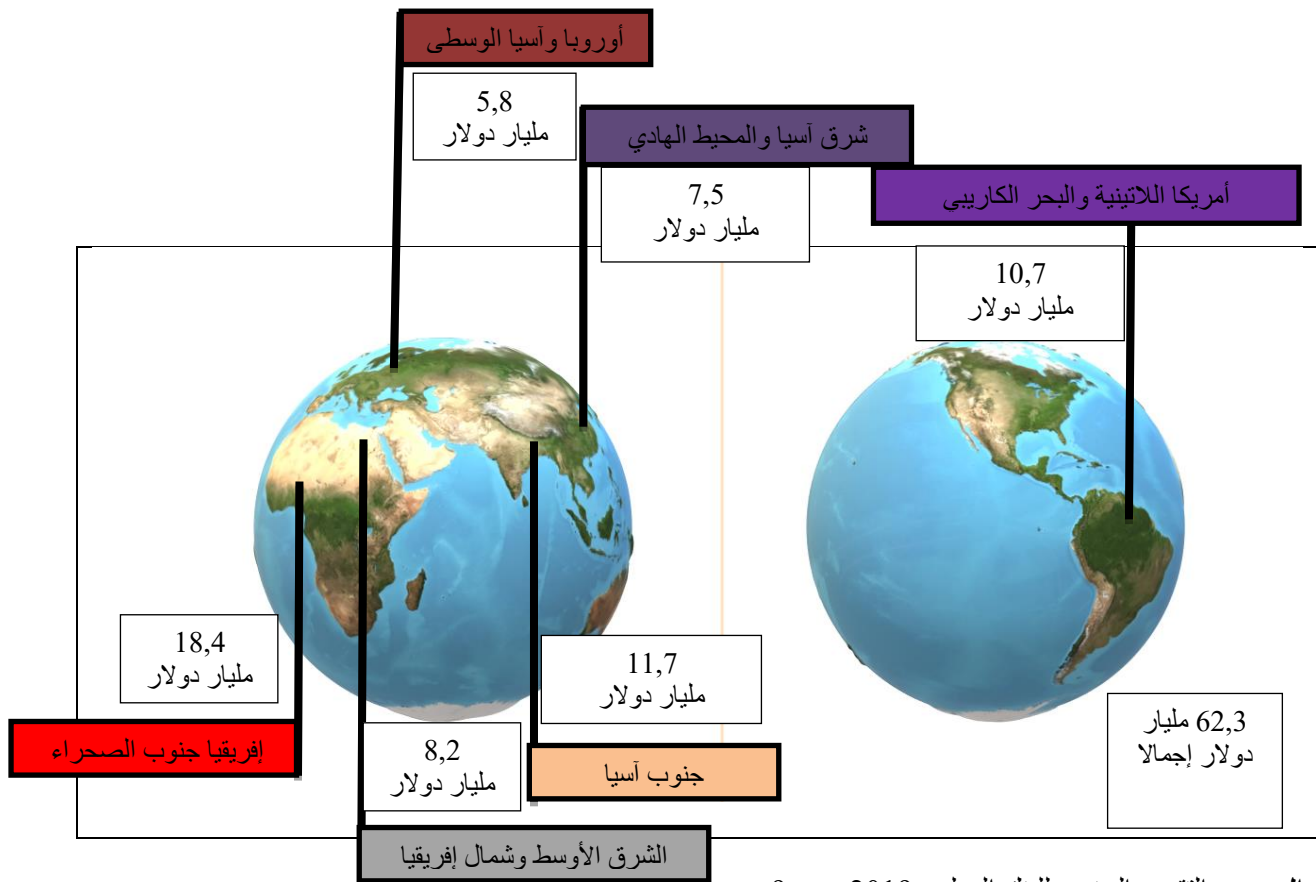 أوروبا وآسيا الوسطى
5,8
مليار دولار
شرق آسيا والمحيط الهادي
7,5
مليار دولار
أمريكا اللاتينية والبحر الكاريبي
10,7
مليار دولار
18,4
مليار دولار
إفريقيا جنوب الصحراء
11,7
مليار دولار
جنوب آسيا
8,2
مليار دولار
الشرق الأوسط وشمال إفريقيا
62,3 مليار
دولار إجمالا